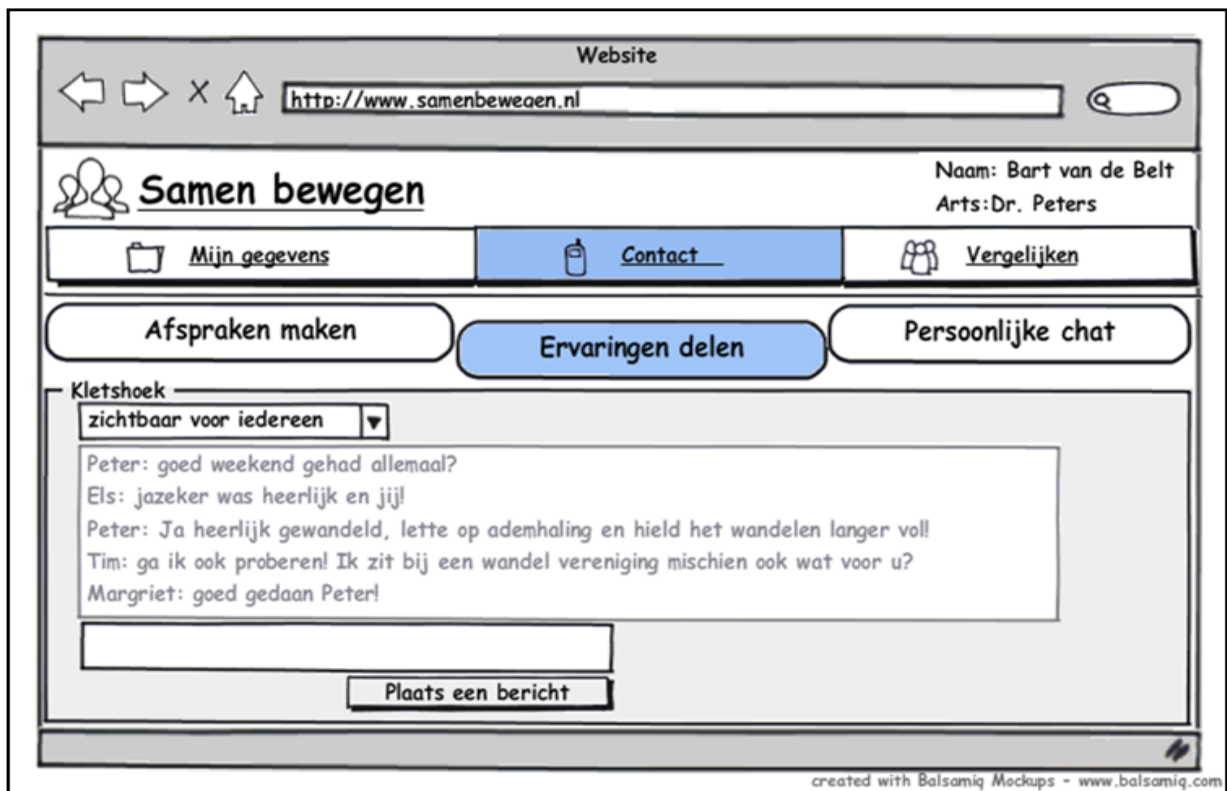 Website
http://www.samenbewegen.nl
Samen bewegen
Naam: Bart van de Belt
Arts:Dr. Peters
Mijn gegevens
Contact
Vergelijken
Afspraken maken
Ervaringen delen
Persoonlijke chat
Kletshoek
zichtbaar voor iedereen
Peter: goed weekend gehad allemaal?
Els: jazeker was heerlijk en jij!
Peter: Ja heerlijk gewandeld, lette op ademhaling en hield het wandelen langer vol!
Tim: ga ik ook proberen! Ik zit bij een wandel vereniging mischien ook wat voor u?
Margriet: goed gedaan Peter!
Plaats een bericht
created with Balsamiq Mockups - www.balsamiq.com